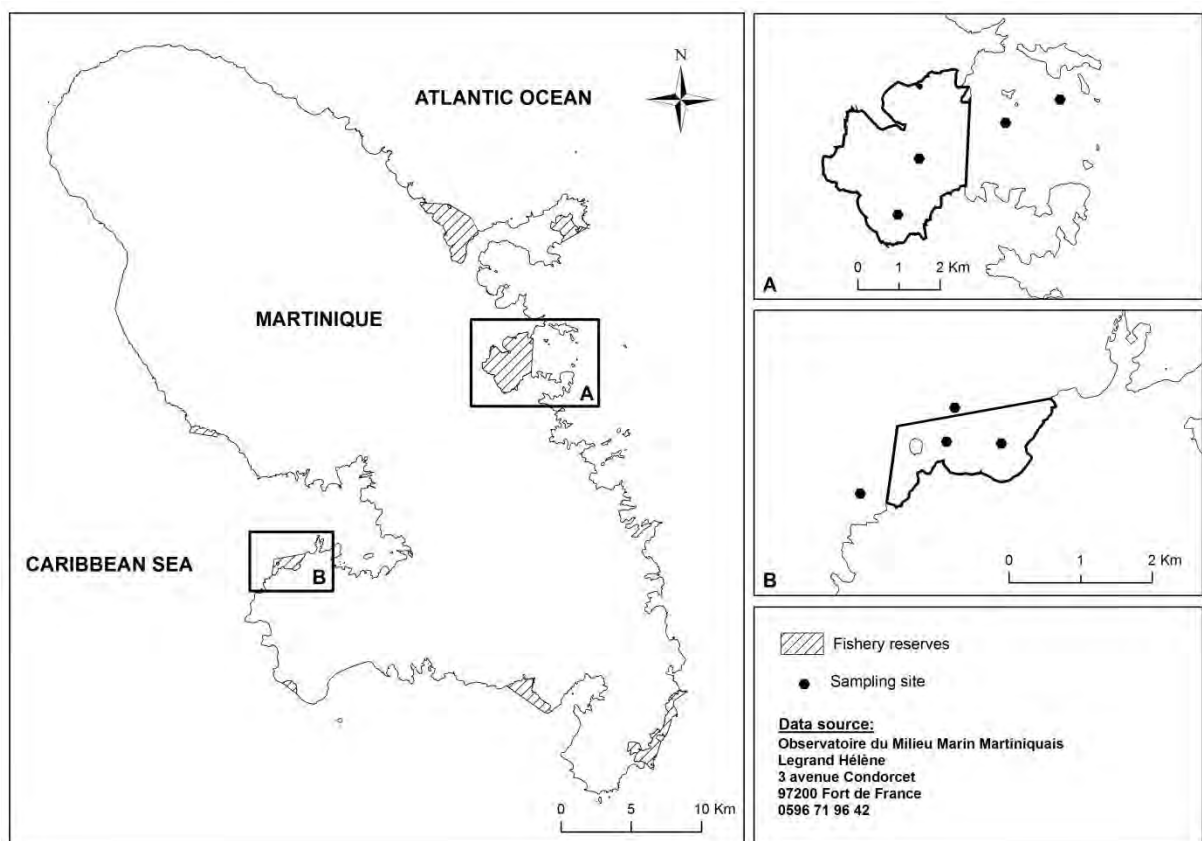 ATLANTIC OCEAN
N
MARTINIQUE
A
CARIBBEAN SEA
B
0 5 10 Km
A
0 1 2 Km
B
0 1 2 Km
Fishery reserves
Sampling site
Data source:
Observatoire du Milieu Marin Martiniquais
Legrand Hélène
3 avenue Condorcet
97200 Fort de France
0596 71 96 42